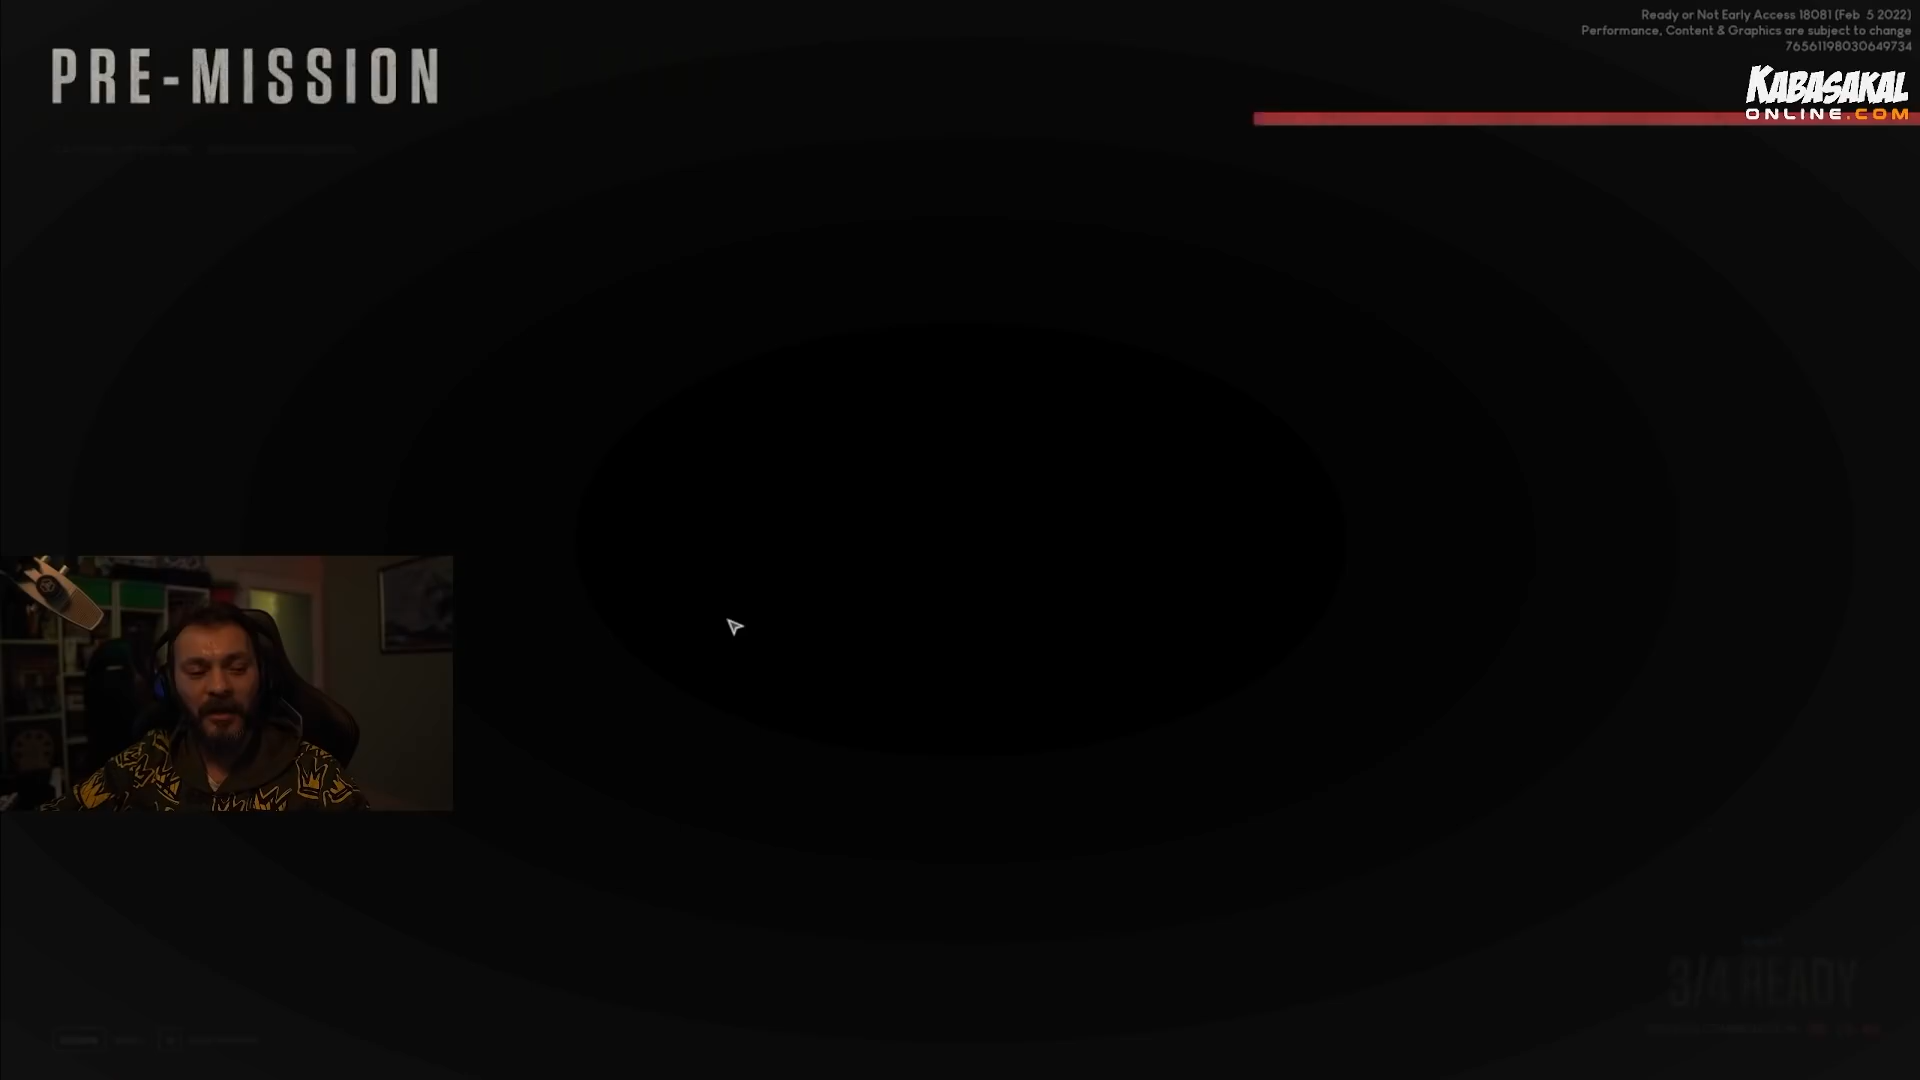 Ready or Not Early Access 18081 (Feb 5 2022)
Performance, Content & Graphics are subject to change
76561198030649734
PRE-MISSION
KABASAKAL
ONLINE.COM
3/4 READY